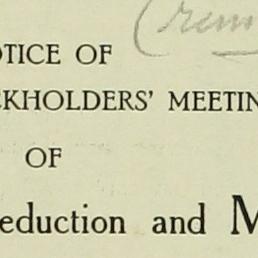 OTICE OF
CKHOLDERS' MEETIN
OF
eduction and M